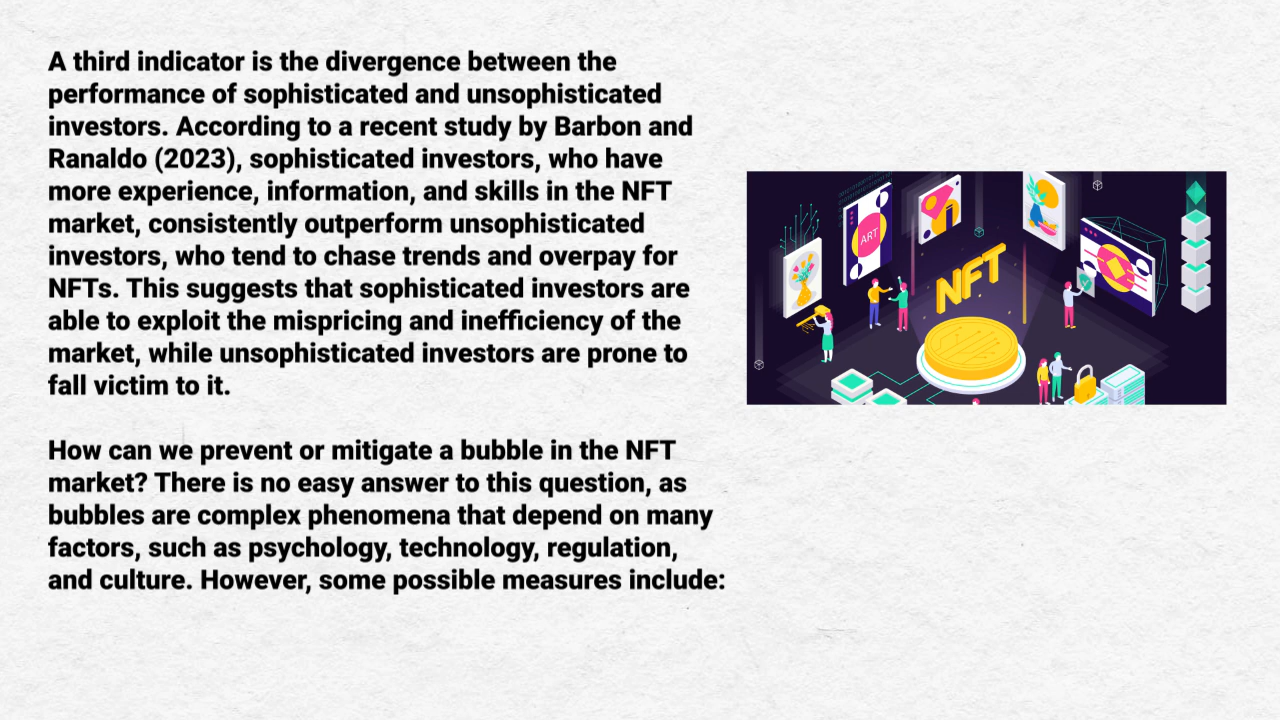 A third indicator is the divergence between the
performance of sophisticated and unsophisticated
investors. According to a recent study by Barbon and
Ranaldo (2023), sophisticated investors, who have
more experience, information, and skills in the NFT
market, consistently outperform unsophisticated
investors, who tend to chase trends and overpay for
NFTs. This suggests that sophisticated investors are
able to exploit the mispricing and inefficiency of the
market, while unsophisticated investors are prone to
fall victim to it.
How can we prevent or mitigate a bubble in the NFT
market? There is no easy answer to this question, as
bubbles are complex phenomena that depend on many
factors, such as psychology, technology, regulation,
and culture. However, some possible measures include:
ART
NFT